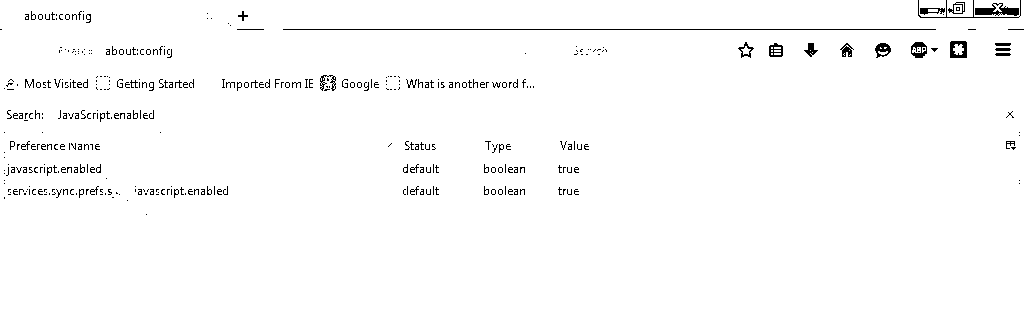 about:config
about:config Search
Most Visited Getting Started Imported From IE Google What is another word f...
Search: JavaScript.enabled
Preference Name Status Type Value
javascript.enabled default boolean true
services.sync.prefs.s javascript.enabled default boolean true